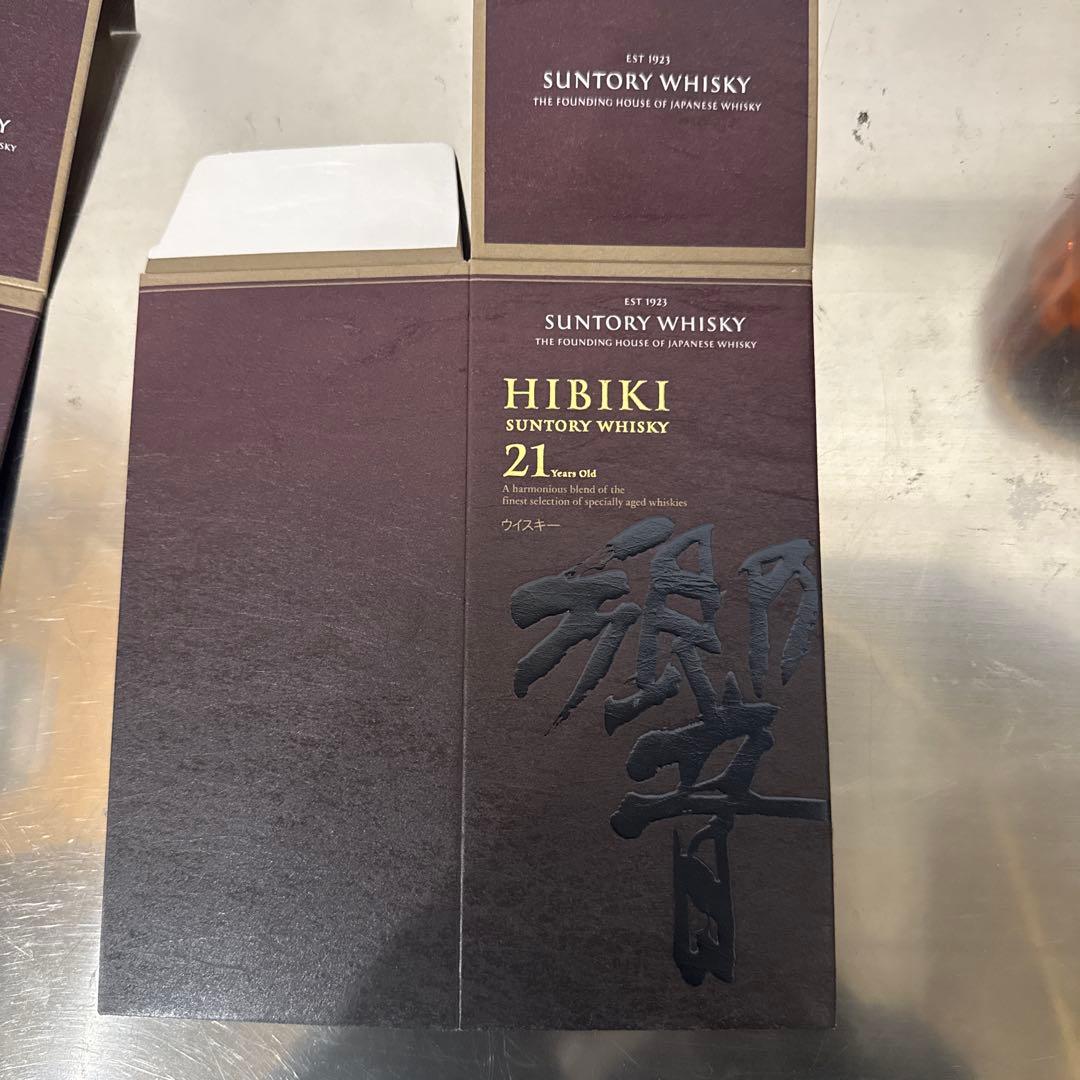 EST 1923
SUNTORY WHISKY
THE FOUNDING HOUSE OF JAPANESE WHISKY
EST 1923
SUNTORY WHISKY
THE FOUNDING HOUSE OF JAPANESE WHISKY
HIBIKI
SUNTORY WHISKY
21 Years Old
A harmonious blend of the
finest selection of specially aged whiskies
ウイスキー
響